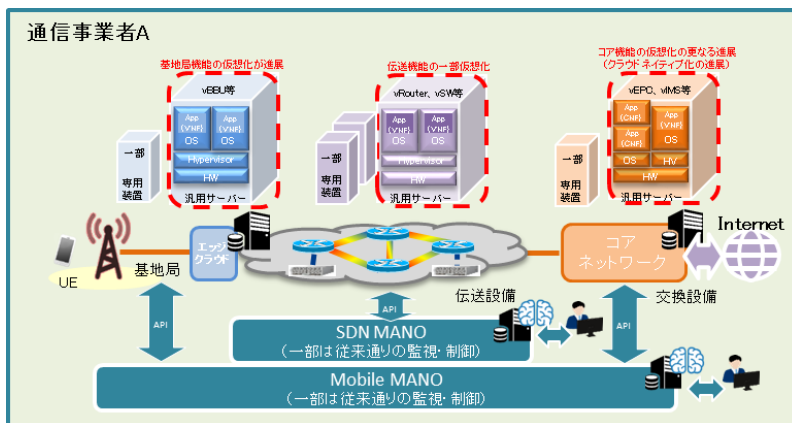 通信事業者A
基地局機能の仮想化が進展
vBBU等
App
(VNF)
OS
App
(VNF)
OS
Hypervisor
HW
汎用サーバー
一部
専用
装置
伝送機能の一部仮想化
vRouter、vSW等
App
(VNF)
OS
App
(VNF)
OS
Hypervisor
HW
汎用サーバー
一部
専用
装置
コア機能の仮想化の更なる進展
(クラウドネイティブ化の進展)
vEPC、vIMS等
App
(CNF)
App
(CNF)
OS
App
(VNF)
OS
HV
HW
汎用サーバー
一部
専用
装置
UE
基地局
エッジ
クラウド
コア
ネットワーク
Internet
伝送設備
交換設備
API
API
API
SDN MANO
(一部は従来通りの監視・制御)
Mobile MANO
(一部は従来通りの監視・制御)